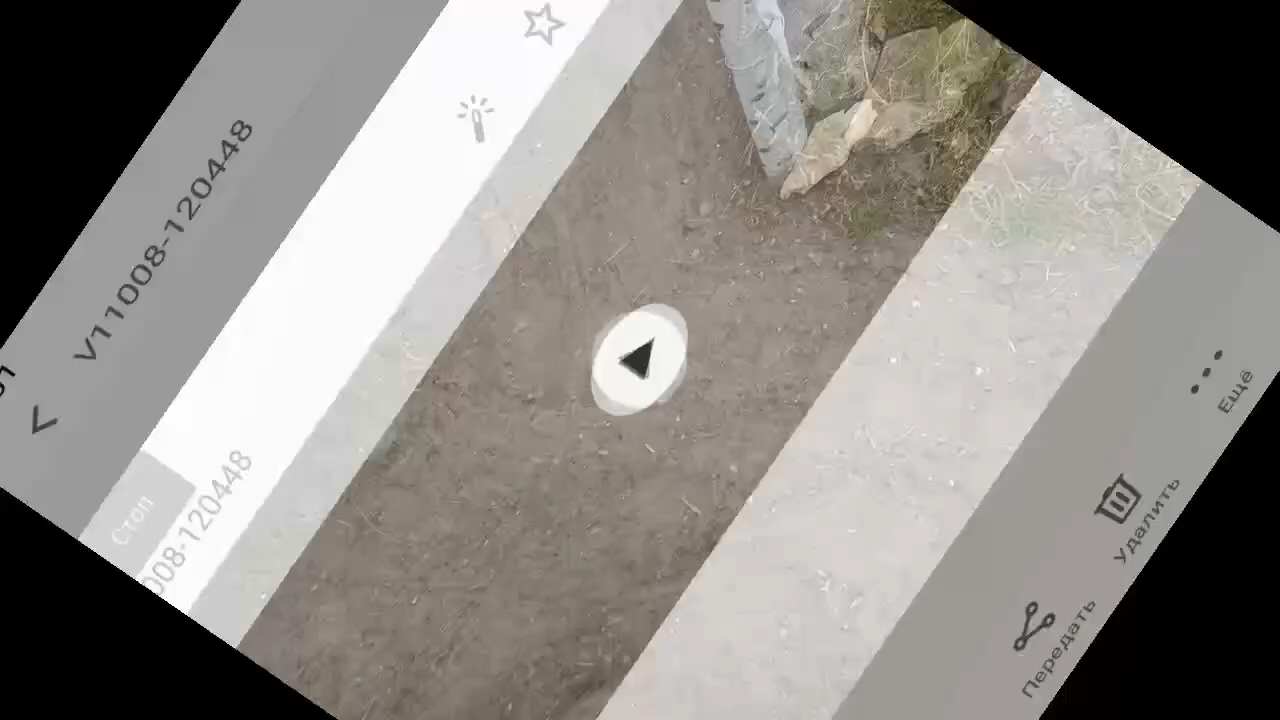 V11008-120448
Стоп
008-120448
Ещё
Удалить
Передать